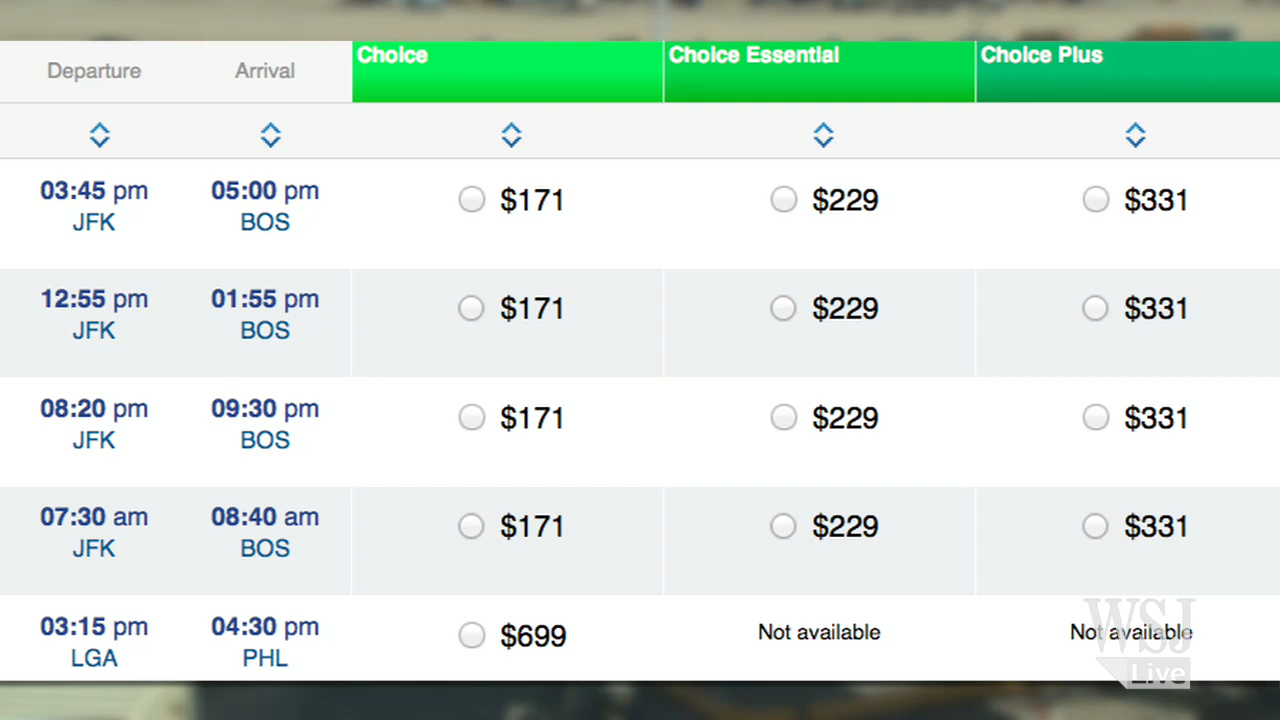 Departure Arrival Choice Choice Essential Choice Plus
03:45 pm 05:00 pm $171 $229 $331
JFK BOS
12:55 pm 01:55 pm $171 $229 $331
JFK BOS
08:20 pm 09:30 pm $171 $229 $331
JFK BOS
07:30 am 08:40 am $171 $229 $331
JFK BOS
03:15 pm 04:30 pm $699 Not available Not available
LGA PHL
WSJ
Live